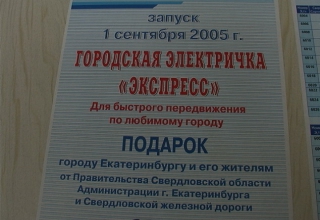 запуск
1 сентября 2005 г.
ГОРОДСКАЯ ЭЛЕКТРИЧКА
«ЭКСПРЕСС»
Для быстрого передвижения
по любимому городу
ПОДАРОК
городу Екатеринбургу и его жителям
от Правительства Свердловской области
Администрации г. Екатеринбурга
и Свердловской железной дороги